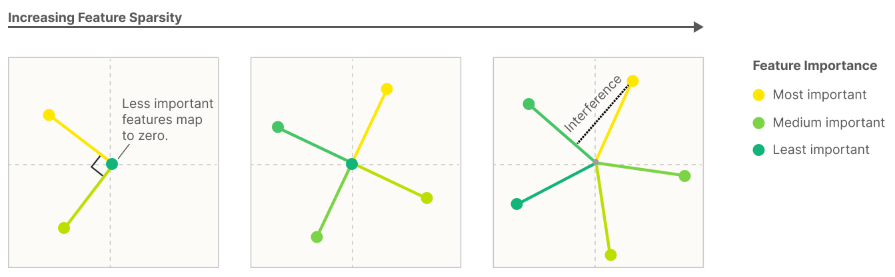 Increasing Feature Sparsity
Less important
features map
to zero.
Interference
Feature Importance
Most important
Medium important
Least important